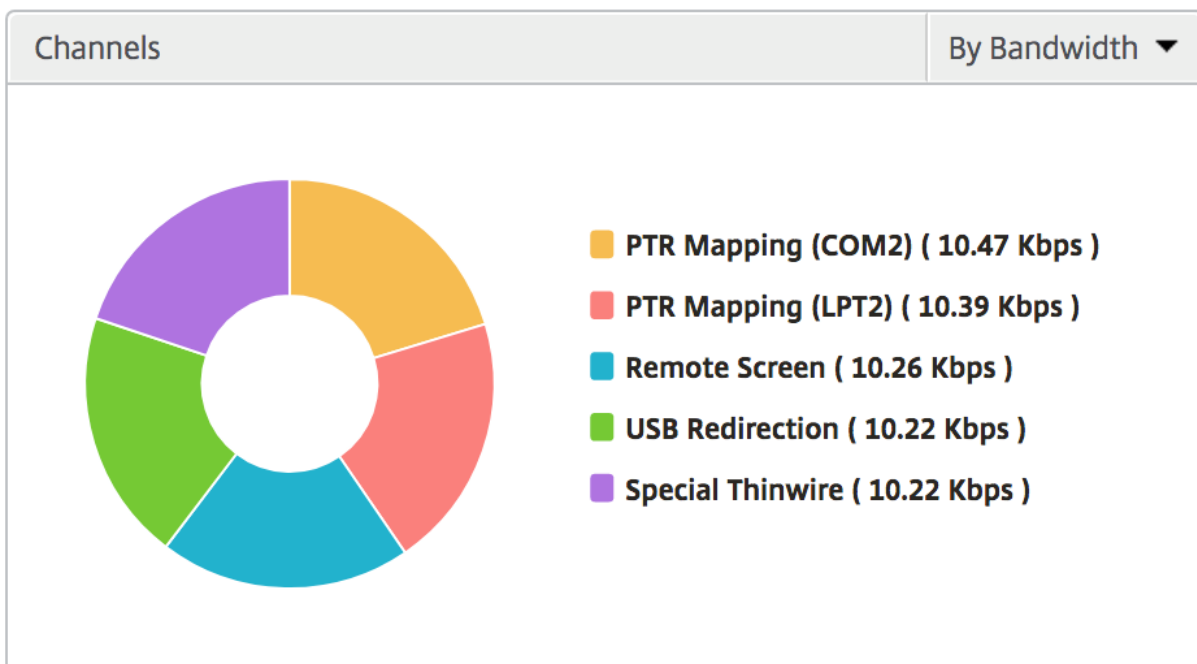 Channels
By Bandwidth
PTR Mapping (COM2) ( 10.47 Kbps )
PTR Mapping (LPT2) ( 10.39 Kbps )
Remote Screen ( 10.26 Kbps )
USB Redirection ( 10.22 Kbps )
Special Thinwire ( 10.22 Kbps )